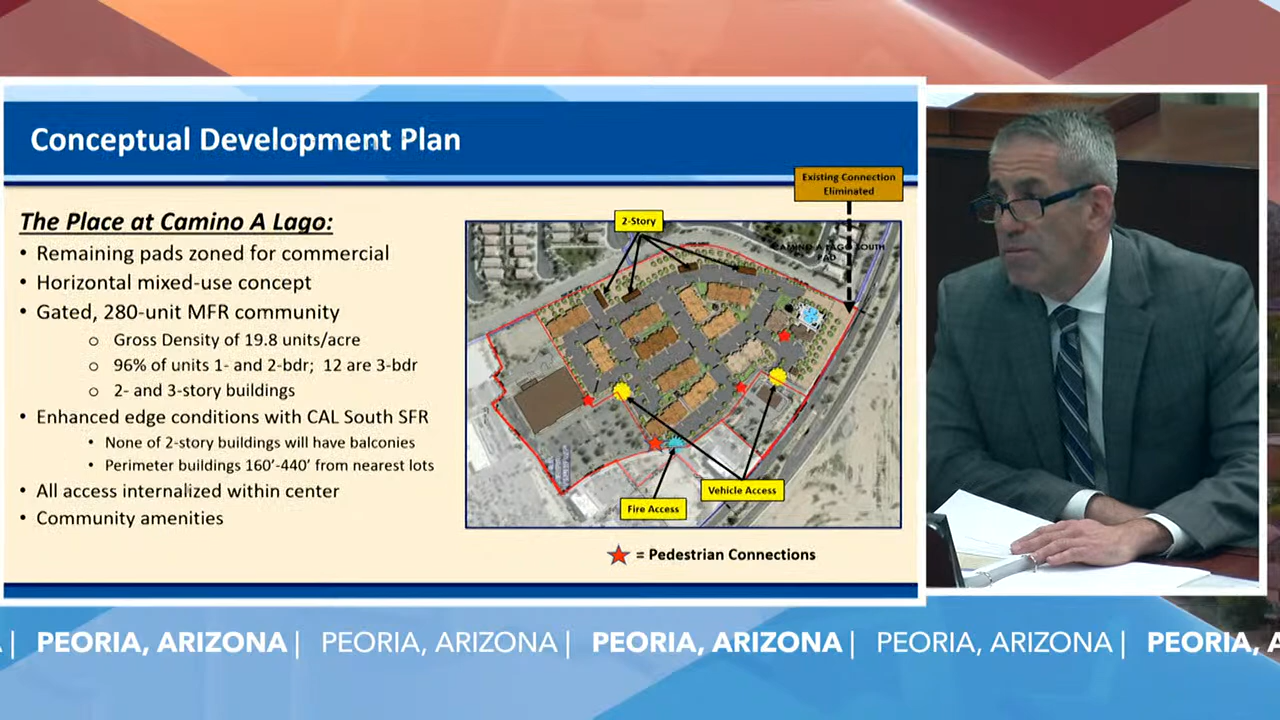 Conceptual Development Plan
Existing Connection
Eliminated
The Place at Camino A Lago:
• Remaining pads zoned for commercial
• Horizontal mixed-use concept
• Gated, 280-unit MFR community
o Gross Density of 19.8 units/acre
o 96% of units 1- and 2-bdr; 12 are 3-bdr
o 2- and 3-story buildings
• Enhanced edge conditions with CAL South SFR
• None of 2-story buildings will have balconies
• Perimeter buildings 160'-440' from nearest lots
• All access internalized within center
• Community amenities
2-Story
CAMINO A LAGO SOUTH
PAD
Vehicle Access
Fire Access
= Pedestrian Connections
| PEORIA, ARIZONA | PEORIA, ARIZONA | PEORIA, ARIZONA | PEORIA, ARIZONA | PEORIA, A